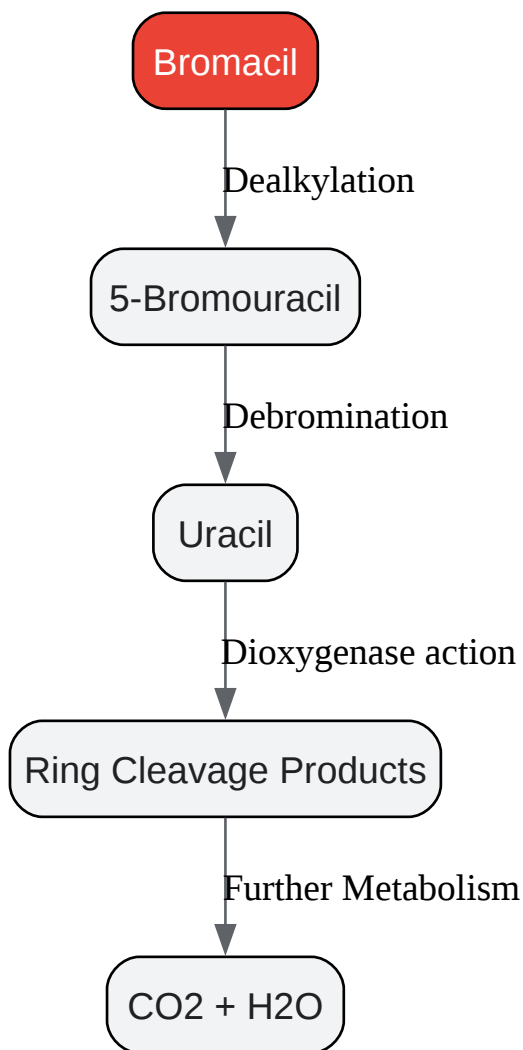 Bromacil
Dealkylation
5-Bromouracil
Debromination
Uracil
Dioxygenase action
Ring Cleavage Products
Further Metabolism
CO2 + H2O